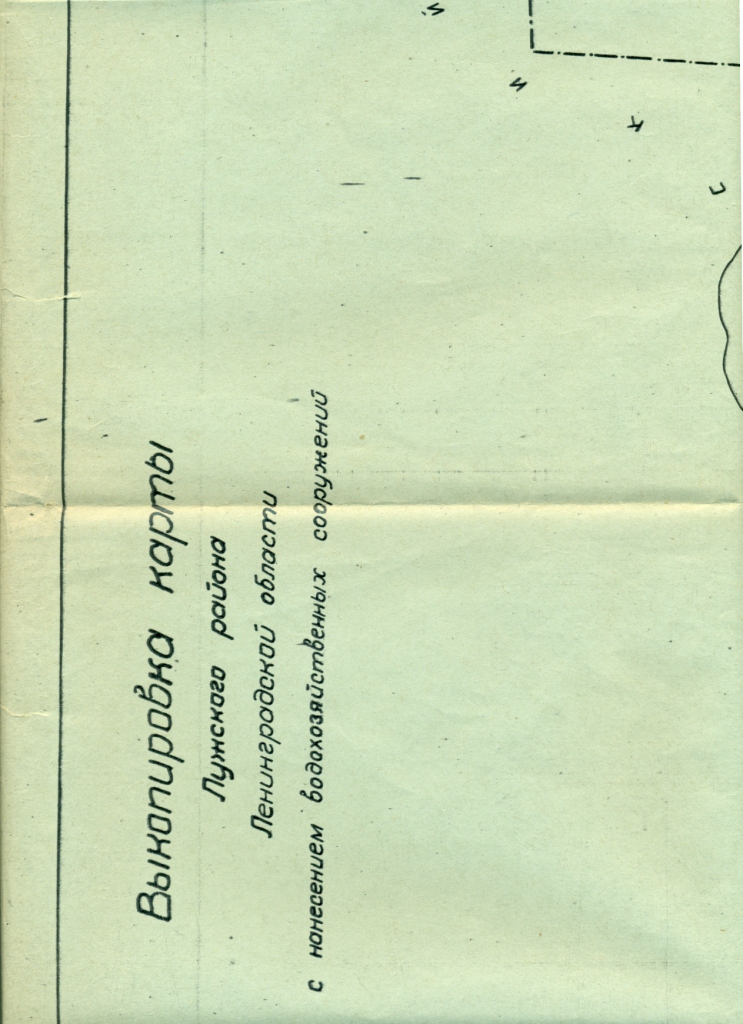 Выкопировка карты
Лужского района
Ленинградской области
с нанесением водохозяйственных сооружений
с к и й